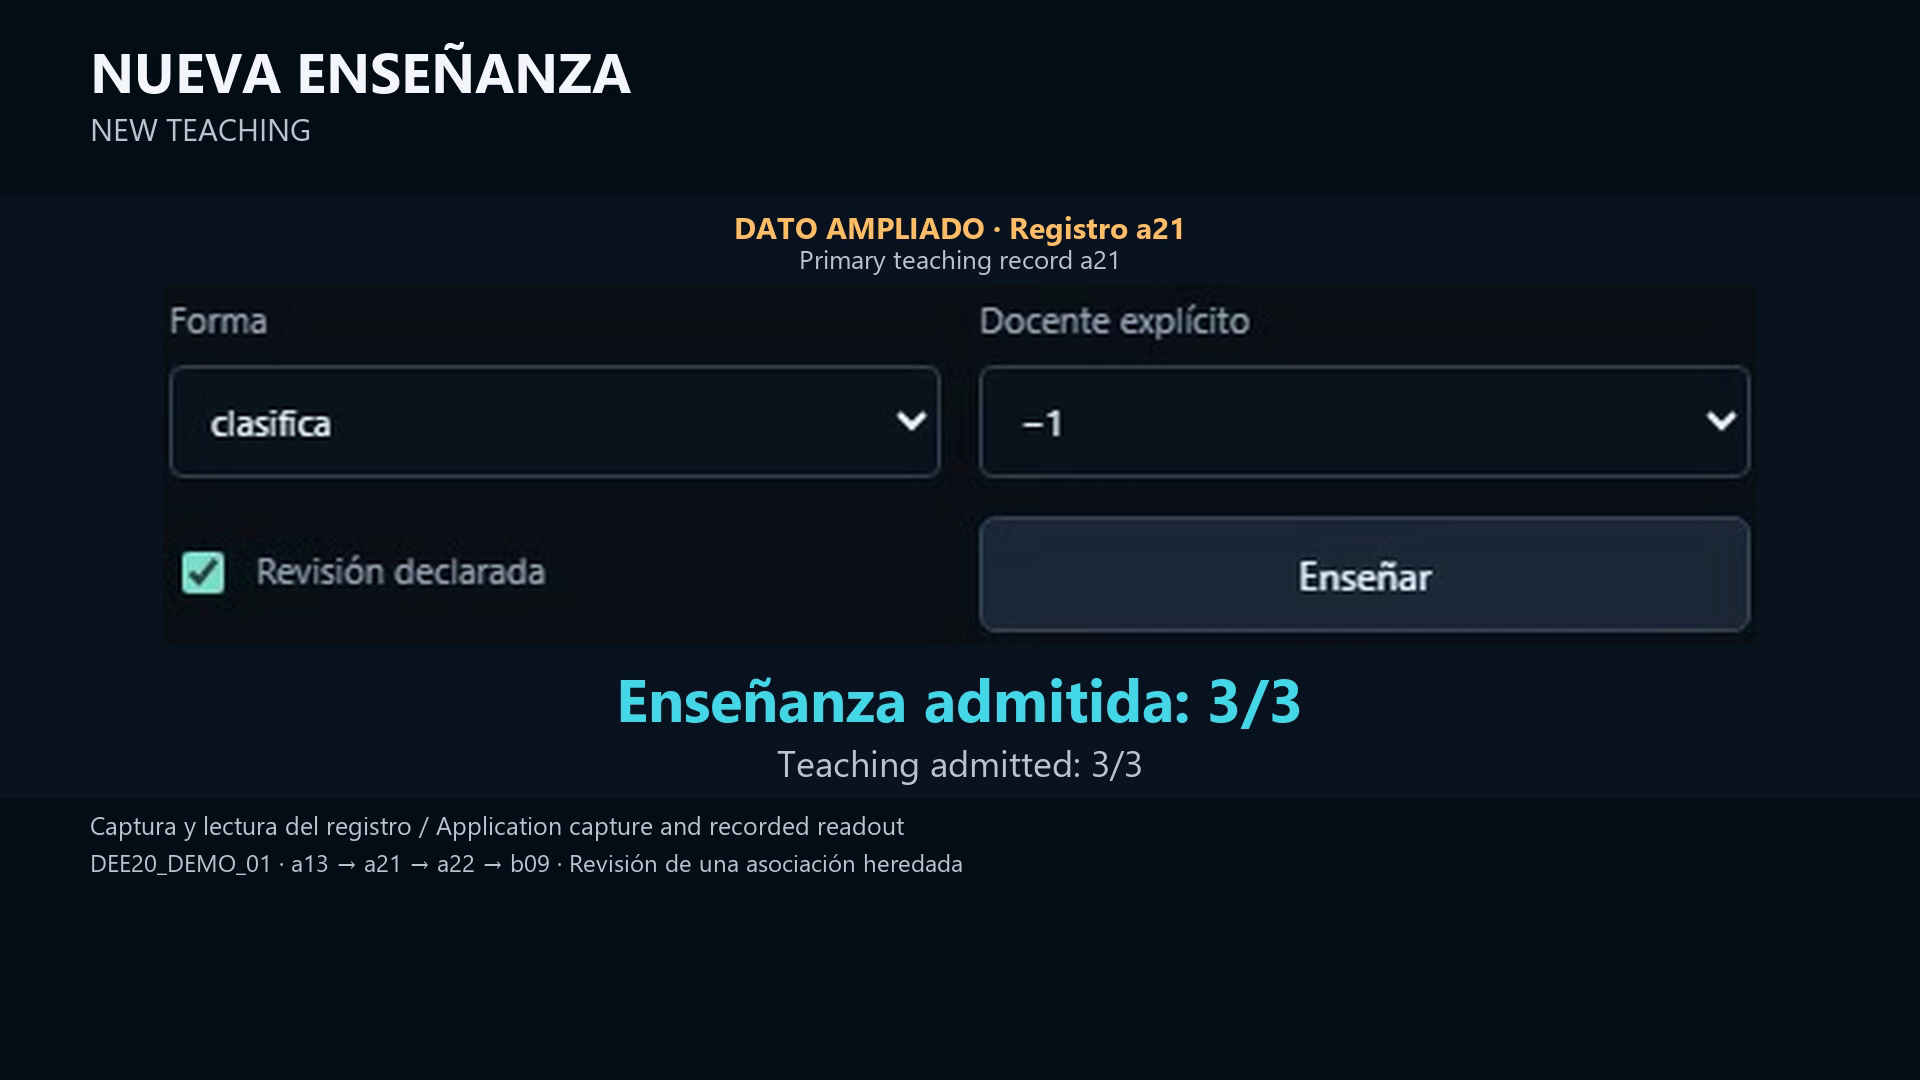 NUEVA ENSEÑANZA
NEW TEACHING
DATO AMPLIADO · Registro a21
Primary teaching record a21
Forma
Docente explícito
clasifica
−1
Revisión declarada
Enseñar
Enseñanza admitida: 3/3
Teaching admitted: 3/3
Captura y lectura del registro / Application capture and recorded readout
DEE20_DEMO_01 · a13 → a21 → a22 → b09 · Revisión de una asociación heredada